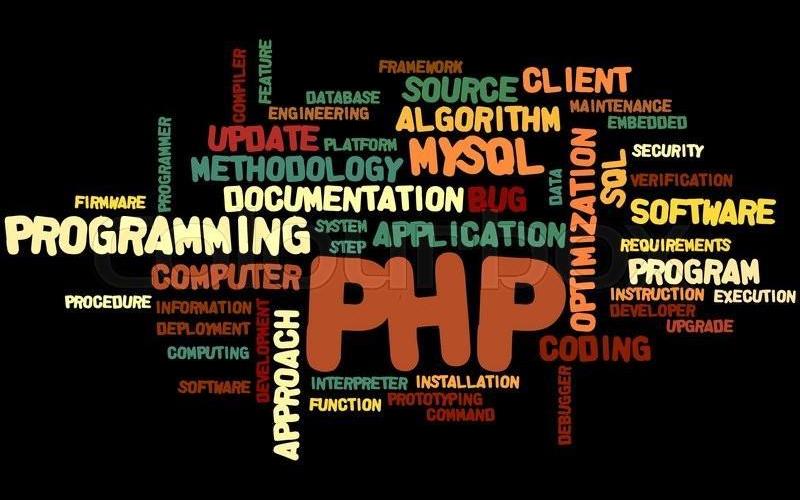 FRAMEWORK
COMPILER
FEATURE
SOURCE
CLIENT
DATABASE
ENGINEERING
ALGORITHM
MAINTENANCE
EMBEDDED
PROGRAMMER
UPDATE
PLATFORM
MYSQL
OPTIMIZATION
SQL
SECURITY
METHODOLOGY
DATA
VERIFICATION
FIRMWARE
DOCUMENTATION
BUG
SOFTWARE
PROGRAMMING
SYSTEM
STEP
APPLICATION
REQUIREMENTS
COMPUTER
PHP
PROGRAM
PROCEDURE
INFORMATION
DEVELOPMENT
APPROACH
INSTRUCTION
EXECUTION
DEPLOYMENT
DEVELOPER
UPGRADE
COMPUTING
CODING
SOFTWARE
INTERPRETER
INSTALLATION
DEBUGGER
FUNCTION
PROTOTYPING
COMMAND